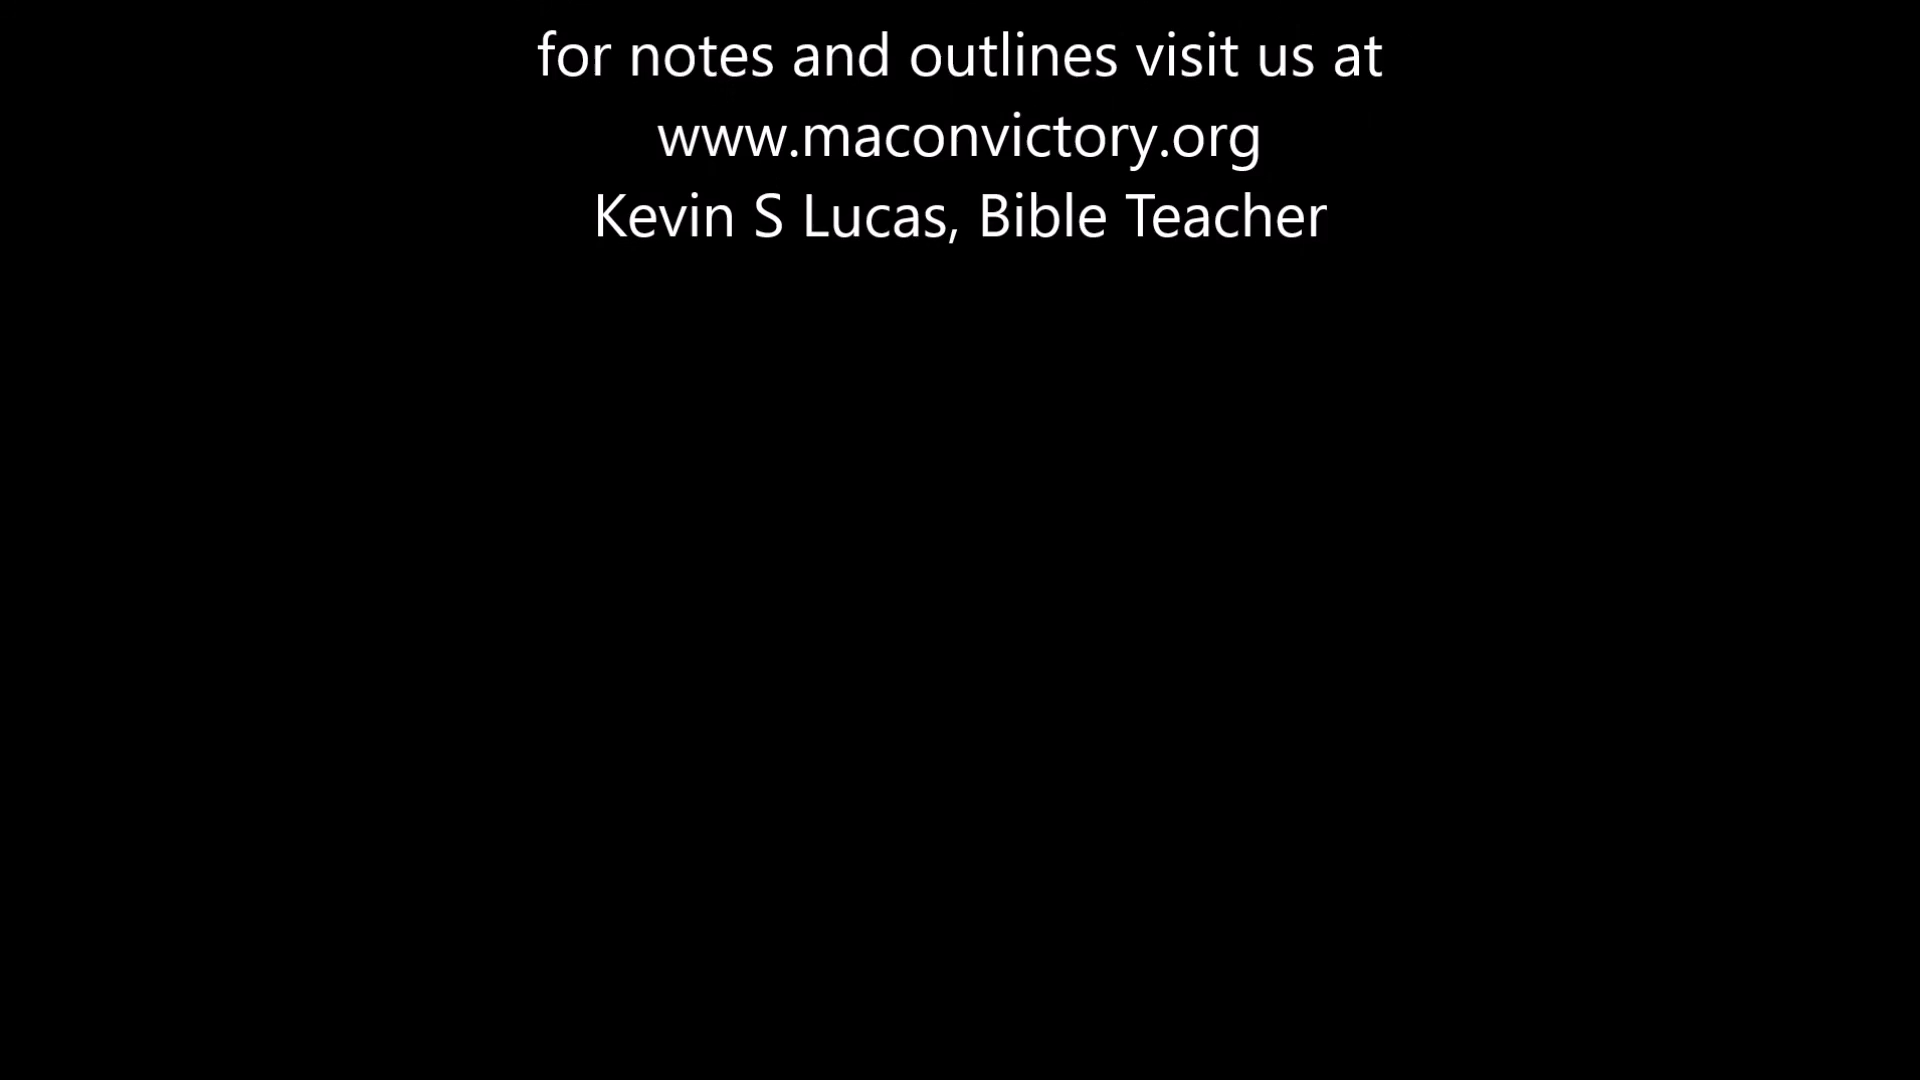 for notes and outlines visit us at
www.maconvictory.org
Kevin S Lucas, Bible Teacher